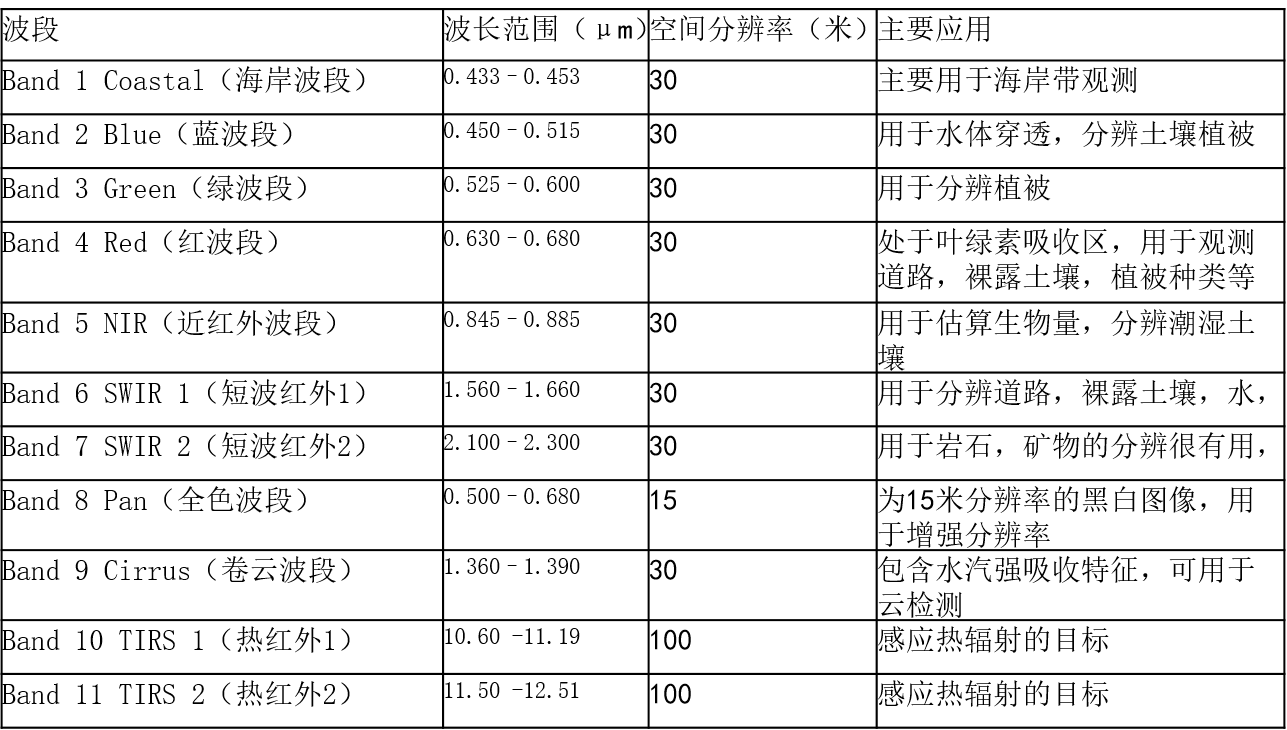 波段 波长范围（μm） 空间分辨率（米） 主要应用
Band 1 Coastal（海岸波段） 0.433–0.453 30 主要用于海岸带观测
Band 2 Blue（蓝波段） 0.450–0.515 30 用于水体穿透，分辨土壤植被
Band 3 Green（绿波段） 0.525–0.600 30 用于分辨植被
Band 4 Red（红波段） 0.630–0.680 30 处于叶绿素吸收区，用于观测
道路，裸露土壤，植被种类等
Band 5 NIR（近红外波段） 0.845–0.885 30 用于估算生物量，分辨潮湿土
壤
Band 6 SWIR 1（短波红外1） 1.560–1.660 30 用于分辨道路，裸露土壤，水，
Band 7 SWIR 2（短波红外2） 2.100–2.300 30 用于岩石，矿物的分辨很有用，
Band 8 Pan（全色波段） 0.500–0.680 15 为15米分辨率的黑白图像，用
于增强分辨率
Band 9 Cirrus（卷云波段） 1.360–1.390 30 包含水汽强吸收特征，可用于
云检测
Band 10 TIRS 1（热红外1） 10.60 -11.19 100 感应热辐射的目标
Band 11 TIRS 2（热红外2） 11.50 -12.51 100 感应热辐射的目标